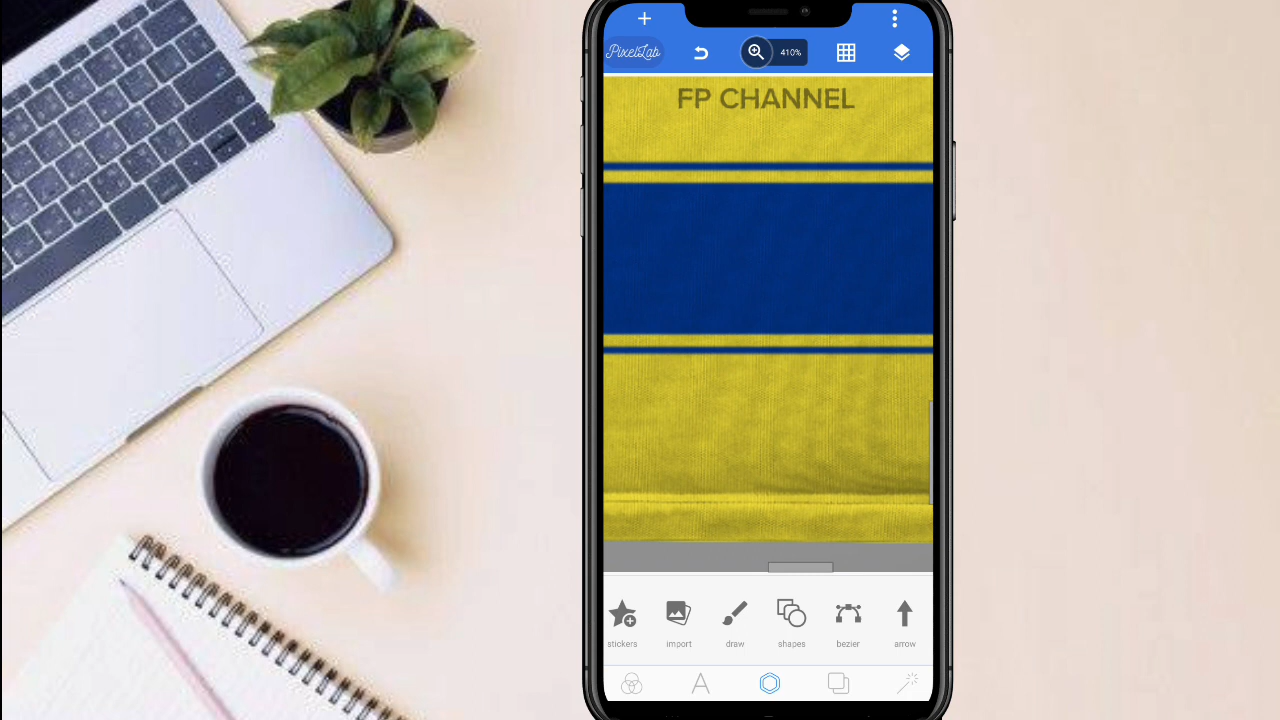 PixelLab
410%
FP CHANNEL
stickers
import
draw
shapes
bezier
arrow